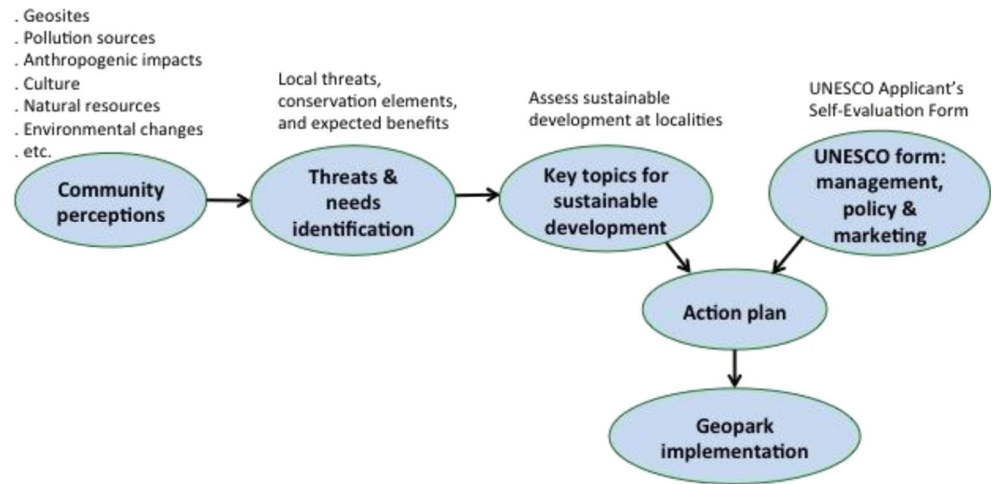 . Geosites
. Pollution sources
. Anthropogenic impacts
. Culture
. Natural resources
. Environmental changes
. etc.
Community
perceptions
Local threats,
conservation elements,
and expected benefits
Threats &
needs
identification
Assess sustainable
development at localities
Key topics for
sustainable
development
UNESCO Applicant's
Self-Evaluation Form
UNESCO form:
management,
policy &
marketing
Action plan
Geopark
implementation